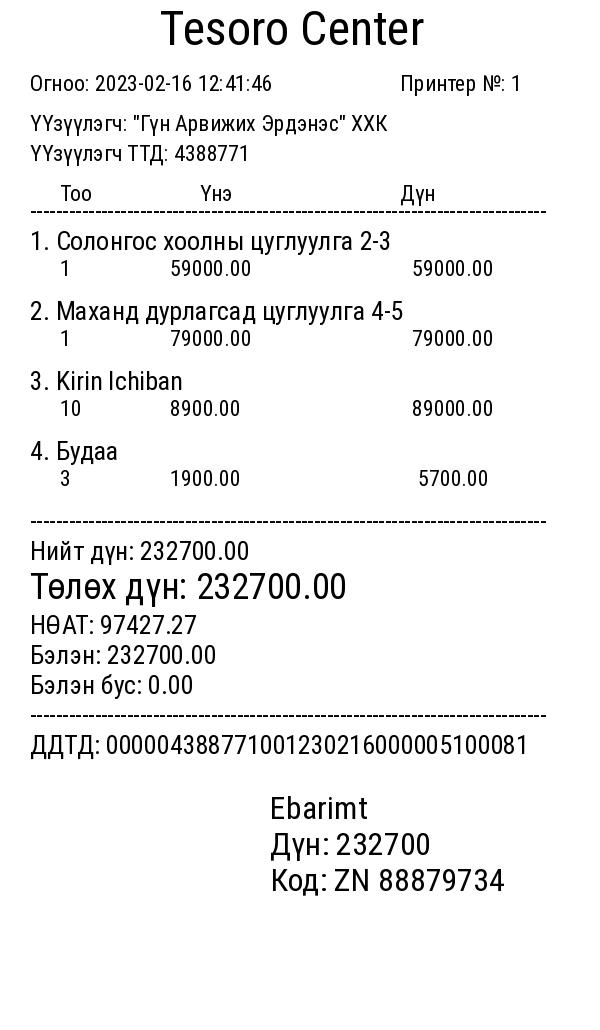 Tesoro Center
Огноо: 2023-02-16 12:41:46 Принтер №: 1
ҮҮзүүлэгч: "Гүн Арвижих Эрдэнэс" ХХК
ҮҮзүүлэгч ТТД: 4388771
Тоо Үнэ Дүн
--------------------------------------------------------------------------------
1. Солонгос хоолны цуглуулга 2-3
1 59000.00 59000.00
2. Маханд дурлагсад цуглуулга 4-5
1 79000.00 79000.00
3. Kirin Ichiban
10 8900.00 89000.00
4. Будаа
3 1900.00 5700.00
--------------------------------------------------------------------------------
Нийт дүн: 232700.00
Төлөх дүн: 232700.00
НӨАТ: 97427.27
Бэлэн: 232700.00
Бэлэн бус: 0.00
--------------------------------------------------------------------------------
ДДТД: 000004388771001230216000005100081
Ebarimt
Дүн: 232700
Код: ZN 88879734